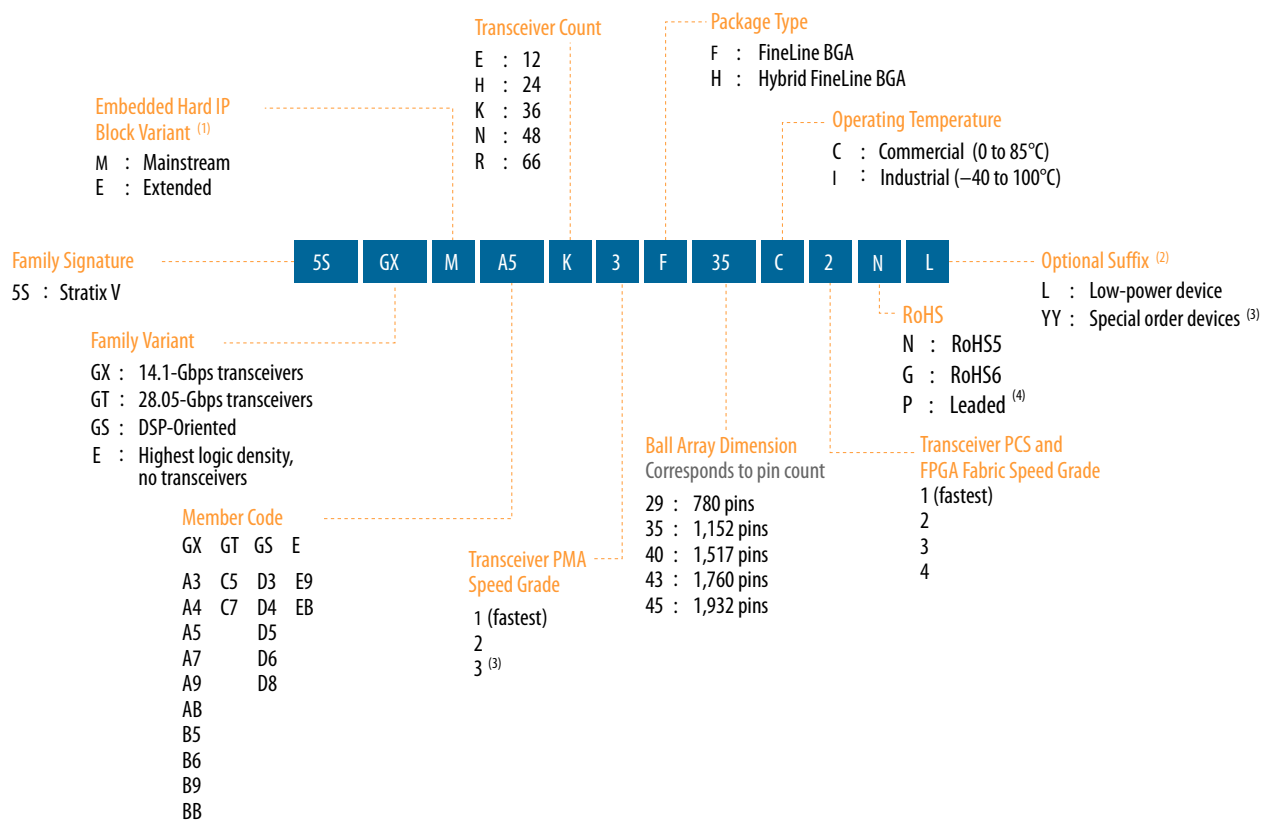 Transceiver Count
E : 12
H : 24
K : 36
N : 48
R : 66
Package Type
F : FineLine BGA
H : Hybrid FineLine BGA
Embedded Hard IP
Block Variant (1)
M : Mainstream
E : Extended
Operating Temperature
C : Commercial (0 to 85°C)
I : Industrial (–40 to 100°C)
Family Signature
5S : Stratix V
5S GX M A5 K 3 F 35 C 2 N L
Optional Suffix (2)
L : Low-power device
YY : Special order devices (3)
Family Variant
GX : 14.1-Gbps transceivers
GT : 28.05-Gbps transceivers
GS : DSP-Oriented
E : Highest logic density,
no transceivers
RoHS
N : RoHS5
G : RoHS6
P : Leaded (4)
Member Code
GX GT GS E
A3 C5 D3 E9
A4 C7 D4 EB
A5 D5
A7 D6
A9 D8
AB
B5
B6
B9
BB
Transceiver PMA
Speed Grade
1 (fastest)
2
3 (3)
Ball Array Dimension
Corresponds to pin count
29 : 780 pins
35 : 1,152 pins
40 : 1,517 pins
43 : 1,760 pins
45 : 1,932 pins
Transceiver PCS and
FPGA Fabric Speed Grade
1 (fastest)
2
3
4